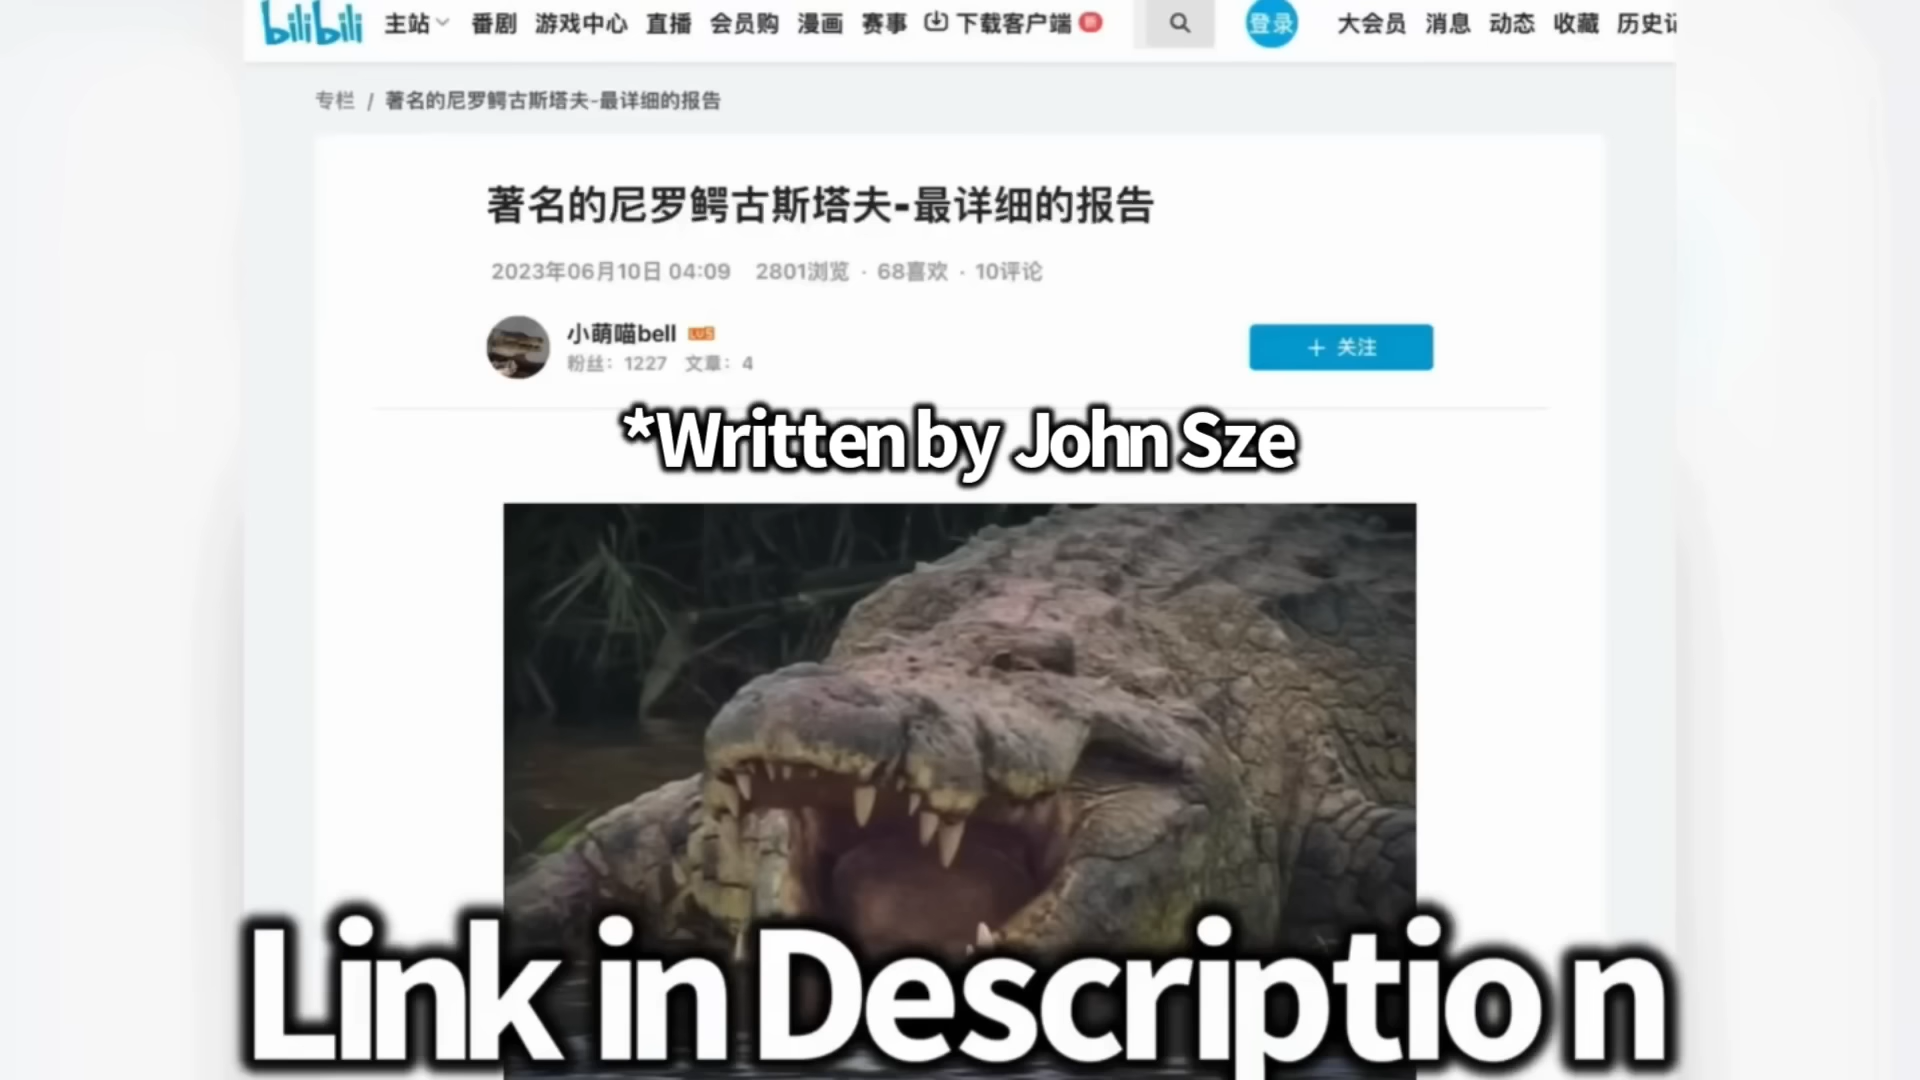 bilibili 主站 番剧 游戏中心 直播 会员购 漫画 赛事 下载客户端 登录 大会员 消息 动态 收藏 历史记
专栏 / 著名的尼罗鳄古斯塔夫-最详细的报告
著名的尼罗鳄古斯塔夫-最详细的报告
2023年06月10日 04:09 2801浏览 · 68喜欢 · 10评论
小萌喵bell LV5
粉丝：1227 文章：4
+ 关注
*Written by John Sze
Link in Description